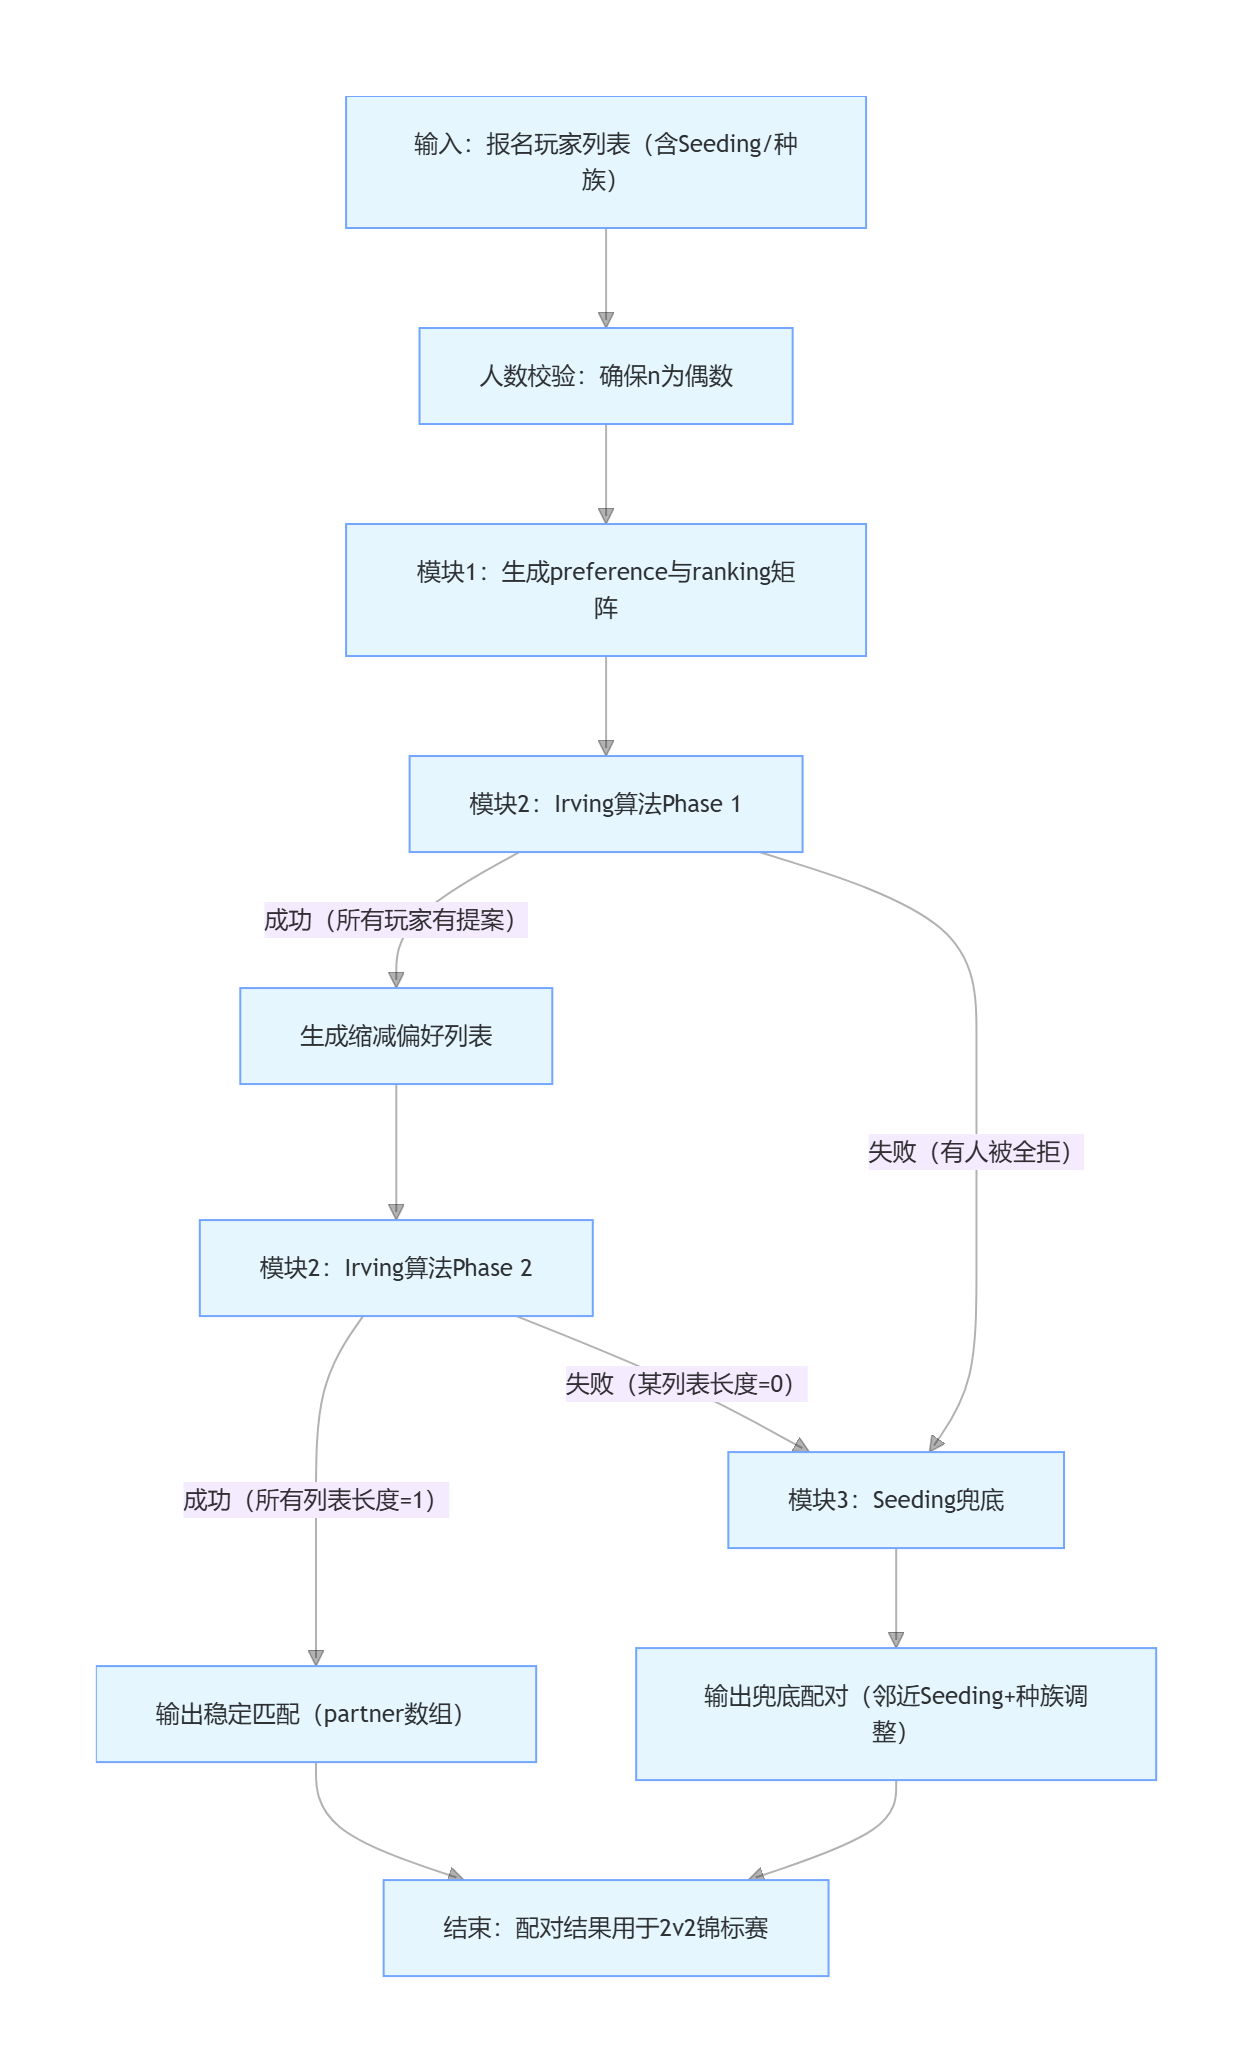 输入：报名玩家列表（含Seeding/种
族）
人数校验：确保n为偶数
模块1：生成preference与ranking矩
阵
模块2：Irving算法Phase 1
成功（所有玩家有提案）
生成缩减偏好列表
失败（有人被全拒）
模块2：Irving算法Phase 2
失败（某列表长度=0）
成功（所有列表长度=1）
模块3：Seeding兜底
输出稳定匹配（partner数组）
输出兜底配对（邻近Seeding+种族调
整）
结束：配对结果用于2v2锦标赛